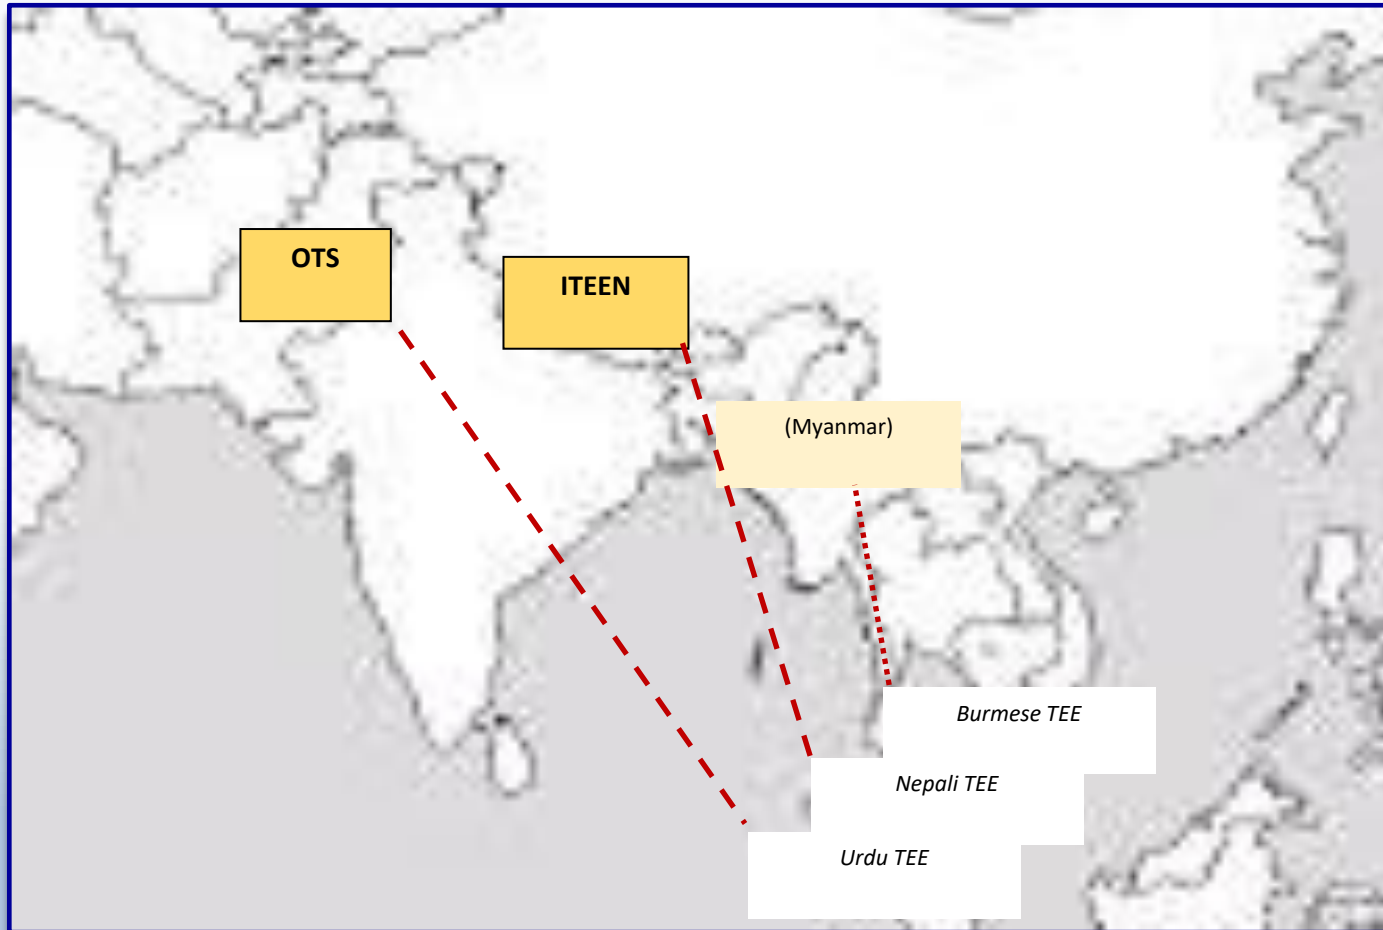 OTS
ITEEN
(Myanmar)
Burmese TEE
Nepali TEE
Urdu TEE